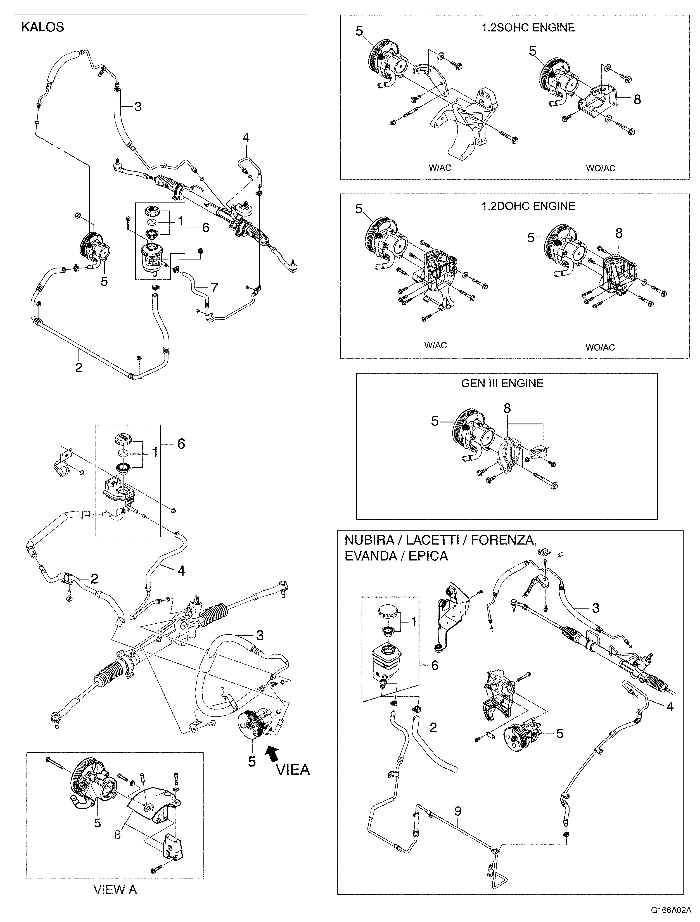 KALOS
3
4
1
6
5
7
2
1.2SOHC ENGINE
5
5
8
W/AC
WO/AC
1.2DOHC ENGINE
5
5
8
W/AC
WO/AC
GEN III ENGINE
8
5
6
1
2
4
3
5
VIEA
5
8
VIEW A
NUBIRA / LACETTI / FORENZA,
EVANDA / EPICA
3
1
6
4
2
5
9
G166A02A